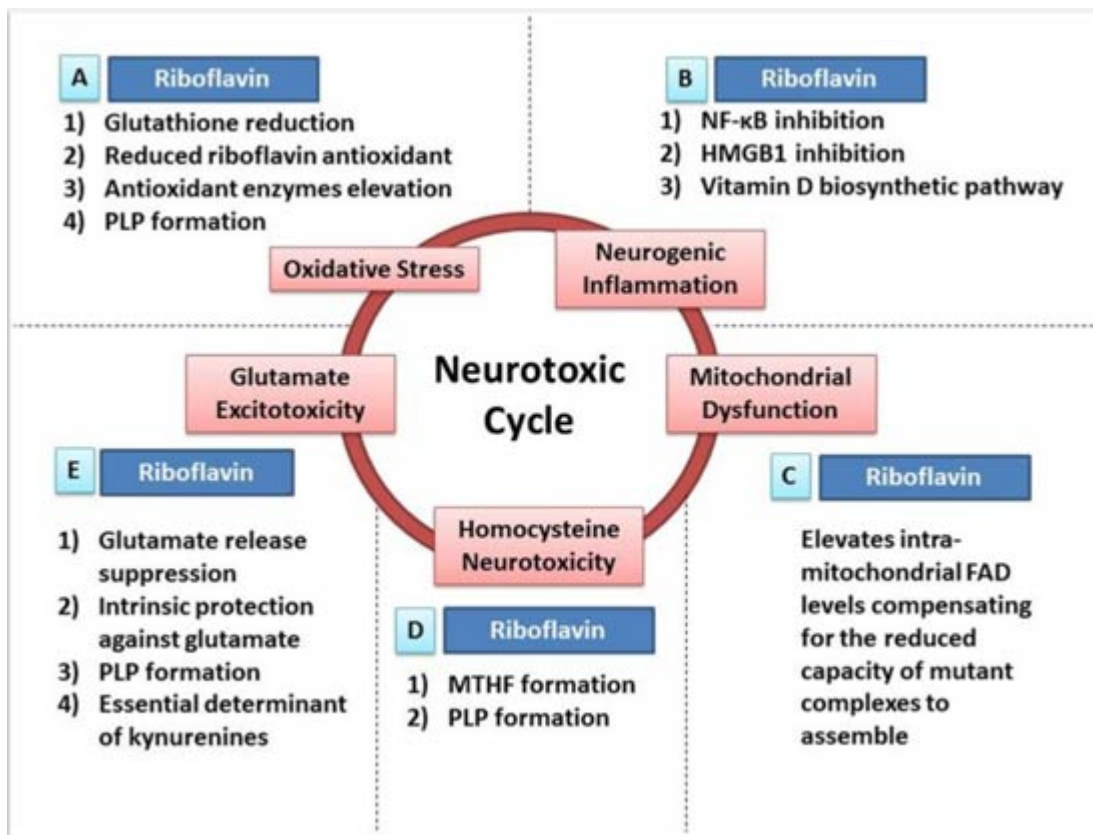 A Riboflavin
1) Glutathione reduction
2) Reduced riboflavin antioxidant
3) Antioxidant enzymes elevation
4) PLP formation
B Riboflavin
1) NF-κB inhibition
2) HMGB1 inhibition
3) Vitamin D biosynthetic pathway
Oxidative Stress
Neurogenic
Inflammation
Glutamate
Excitotoxicity
Neurotoxic
Cycle
Mitochondrial
Dysfunction
Homocysteine
Neurotoxicity
E Riboflavin
1) Glutamate release
suppression
2) Intrinsic protection
against glutamate
3) PLP formation
4) Essential determinant
of kynurenines
D Riboflavin
1) MTHF formation
2) PLP formation
C Riboflavin
Elevates intra-
mitochondrial FAD
levels compensating
for the reduced
capacity of mutant
complexes to
assemble